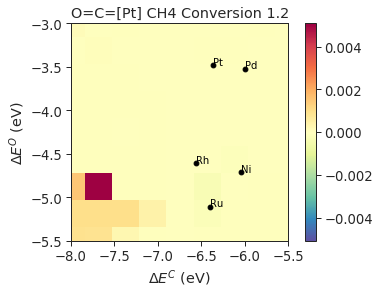 O=C=[Pt] CH4 Conversion 1.2
ΔE^O (eV)
−3.0
−3.5
−4.0
−4.5
−5.0
−5.5
Pt
Pd
Rh
Ni
Ru
−8.0 −7.5 −7.0 −6.5 −6.0 −5.5
ΔE^C (eV)
0.004
0.002
0.000
−0.002
−0.004